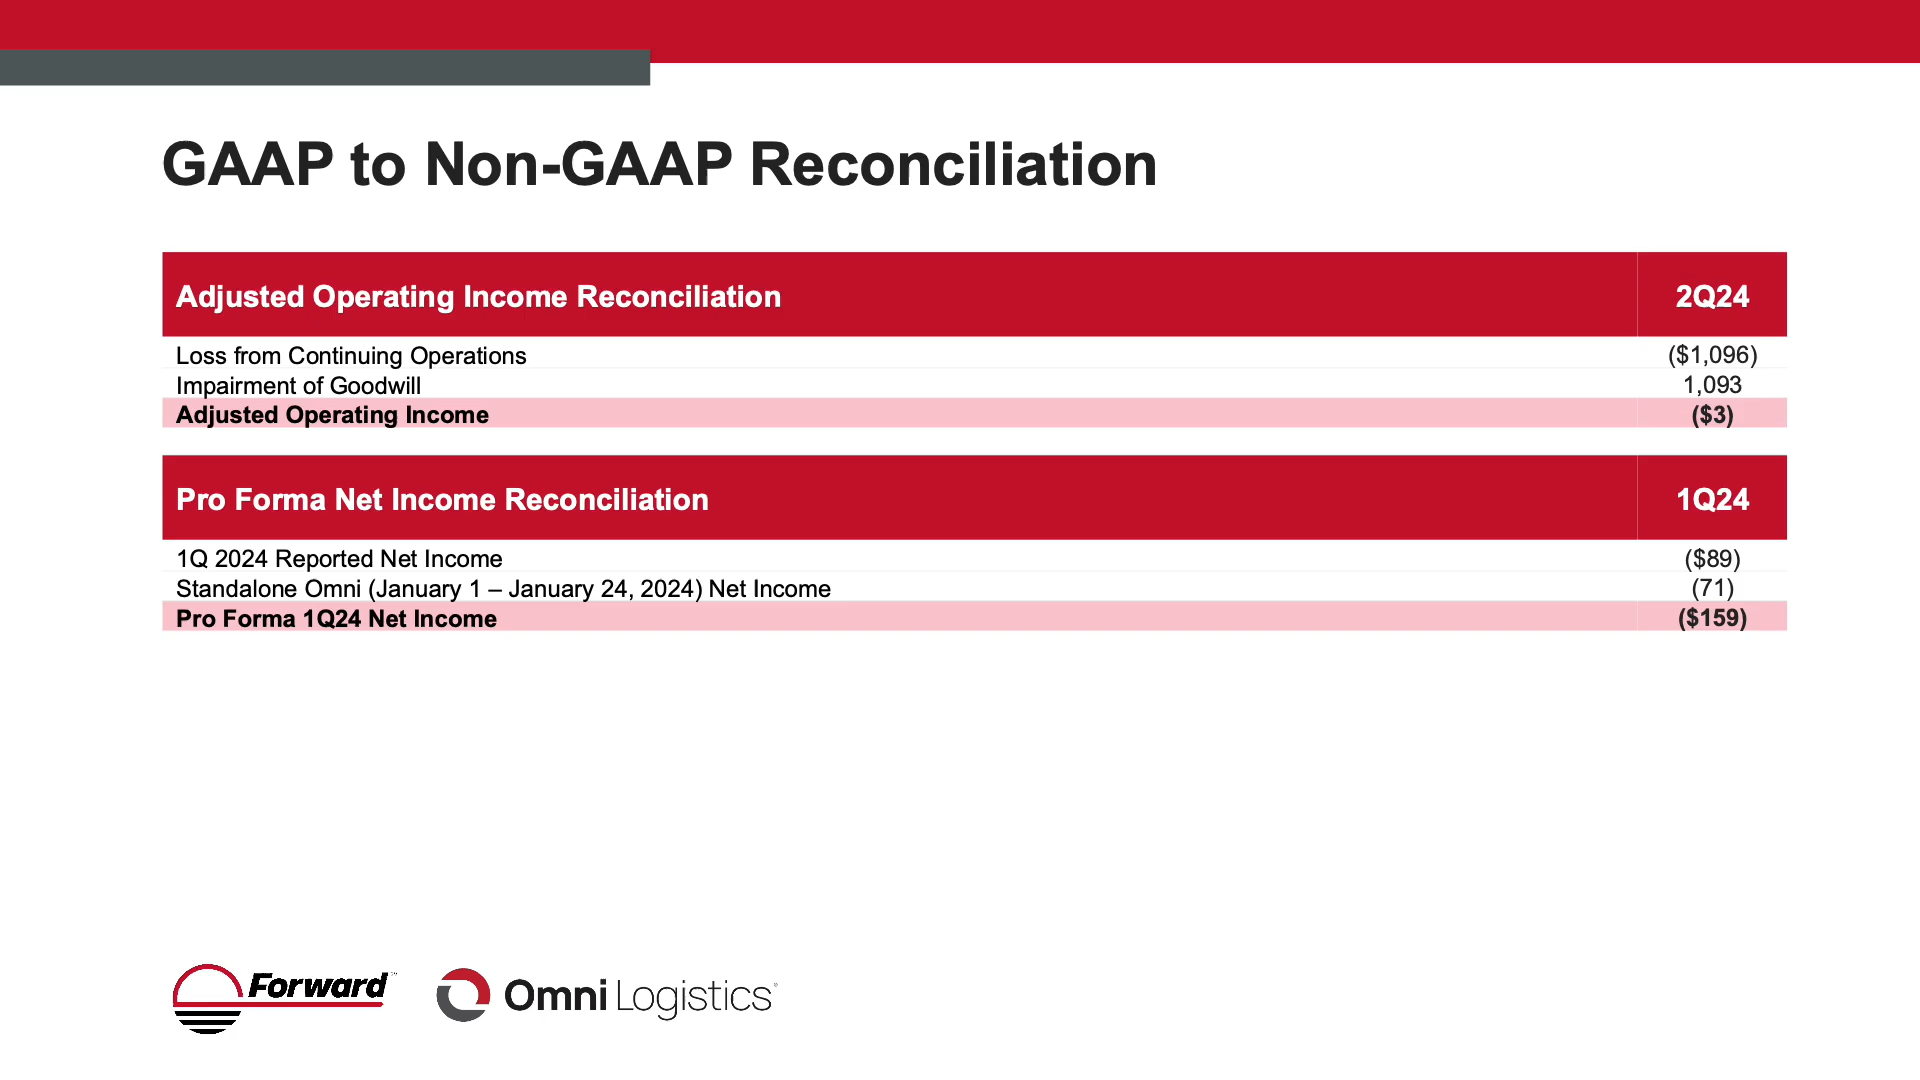 GAAP to Non-GAAP Reconciliation
Adjusted Operating Income Reconciliation 2Q24
Loss from Continuing Operations ($1,096)
Impairment of Goodwill 1,093
Adjusted Operating Income ($3)
Pro Forma Net Income Reconciliation 1Q24
1Q 2024 Reported Net Income ($89)
Standalone Omni (January 1 – January 24, 2024) Net Income (71)
Pro Forma 1Q24 Net Income ($159)
Forward™
Omni Logistics